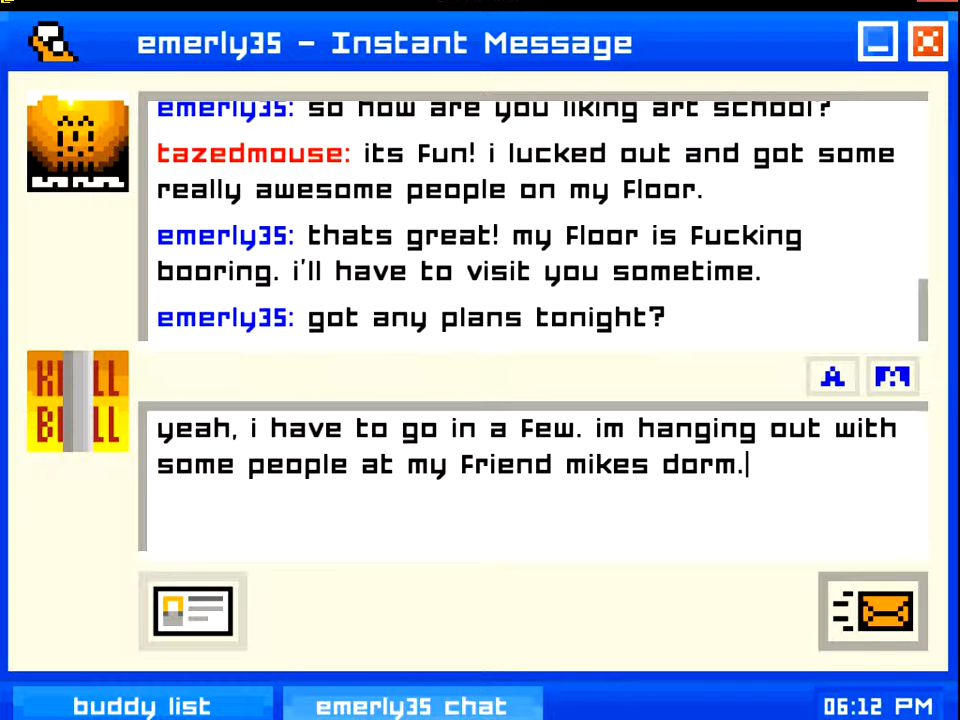 emerly35 - Instant Message
emerly35: so how are you liking art school?
tazedmouse: its Fun! i lucked out and got some
really awesome people on my Floor.
emerly35: thats great! my Floor is Fucking
booring. i'll have to visit you sometime.
emerly35: got any plans tonight?
KILL
BILL
A
yeah, i have to go in a Few. im hanging out with
some people at my Friend mikes dorm.
buddy list
emerly35 chat
06:12 PM